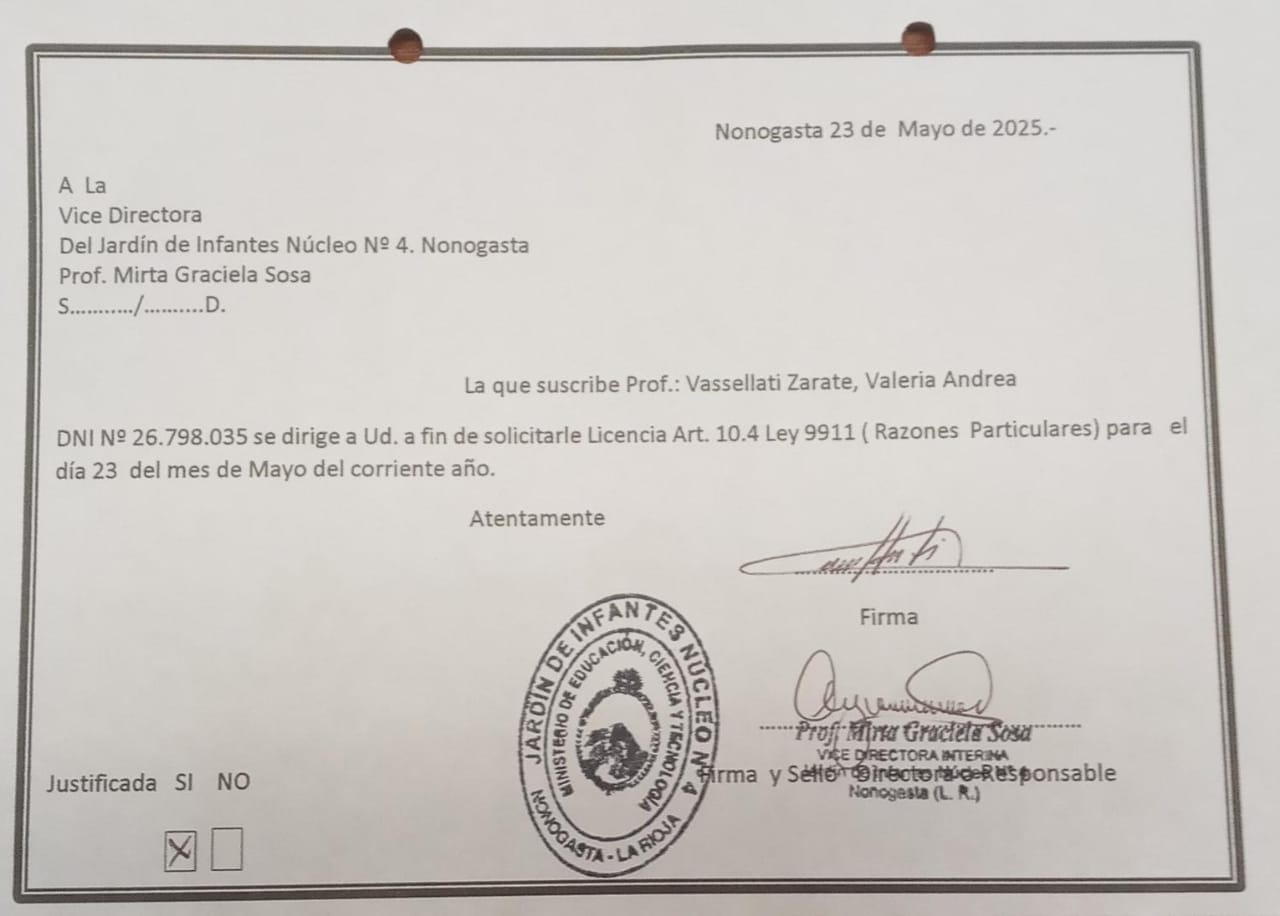 Nonogasta 23 de Mayo de 2025.-
A La
Vice Directora
Del Jardín de Infantes Núcleo Nº 4. Nonogasta
Prof. Mirta Graciela Sosa
S.........../..........D.
La que suscribe Prof.: Vassellati Zarate, Valeria Andrea
DNI Nº 26.798.035 se dirige a Ud. a fin de solicitarle Licencia Art. 10.4 Ley 9911 ( Razones Particulares) para el
día 23 del mes de Mayo del corriente año.
Atentamente
Firma
JARDÍN DE INFANTES NUCLEO Nº 4
MINISTERIO DE EDUCACIÓN, CIENCIA Y TECNOLOGÍA
NONOGASTA - LA RIOJA
Prof. Mirta Graciela Sosa
VICE DIRECTORA INTERINA
Firma y Sello Directora o Responsable
Nonogasta (L. R.)
Justificada SI NO
X